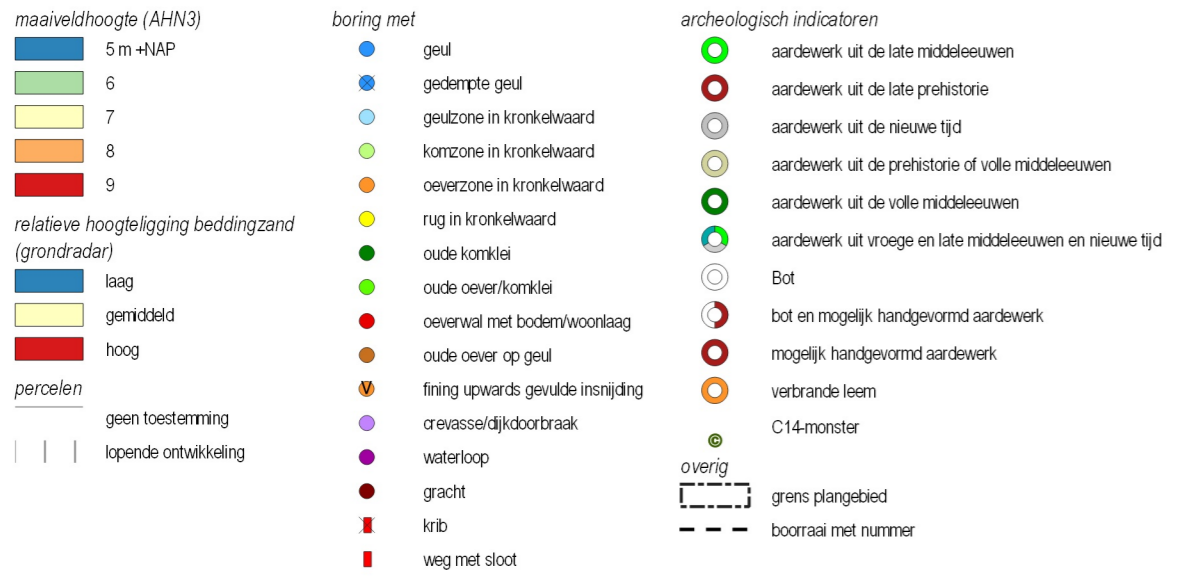 maaiveldhoogte (AHN3)
5 m +NAP
6
7
8
9
relatieve hoogteligging beddingzand
(grondradar)
laag
gemiddeld
hoog
percelen
geen toestemming
lopende ontwikkeling
boring met
geul
gedempte geul
geulzone in kronkelwaard
komzone in kronkelwaard
oeverzone in kronkelwaard
rug in kronkelwaard
oude komklei
oude oever/komklei
oeverwal met bodem/woonlaag
oude oever op geul
V fining upwards gevulde insnijding
crevasse/dijkdoorbraak
waterloop
gracht
krib
weg met sloot
archeologisch indicatoren
aardewerk uit de late middeleeuwen
aardewerk uit de late prehistorie
aardewerk uit de nieuwe tijd
aardewerk uit de prehistorie of volle middeleeuwen
aardewerk uit de volle middeleeuwen
aardewerk uit vroege en late middeleeuwen en nieuwe tijd
Bot
bot en mogelijk handgevormd aardewerk
mogelijk handgevormd aardewerk
verbrande leem
© C14-monster
overig
grens plangebied
boorraai met nummer